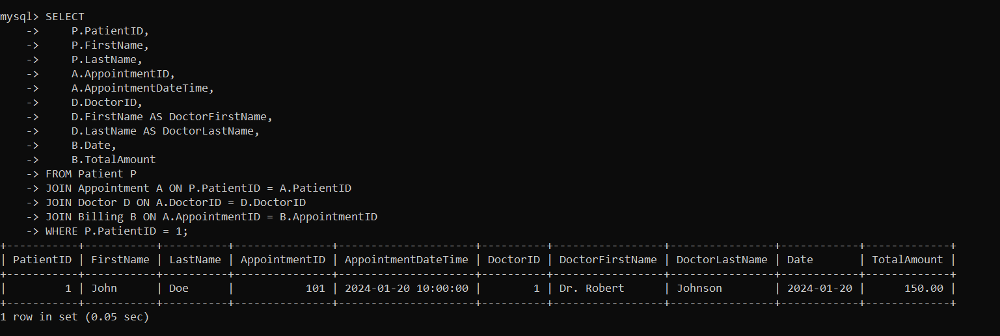 mysql> SELECT
    ->     P.PatientID,
    ->     P.FirstName,
    ->     P.LastName,
    ->     A.AppointmentID,
    ->     A.AppointmentDateTime,
    ->     D.DoctorID,
    ->     D.FirstName AS DoctorFirstName,
    ->     D.LastName AS DoctorLastName,
    ->     B.Date,
    ->     B.TotalAmount
    -> FROM Patient P
    -> JOIN Appointment A ON P.PatientID = A.PatientID
    -> JOIN Doctor D ON A.DoctorID = D.DoctorID
    -> JOIN Billing B ON A.AppointmentID = B.AppointmentID
    -> WHERE P.PatientID = 1;
+-----------+-----------+----------+---------------+---------------------+----------+-----------------+----------------+------------+-------------+
| PatientID | FirstName | LastName | AppointmentID | AppointmentDateTime | DoctorID | DoctorFirstName | DoctorLastName | Date       | TotalAmount |
+-----------+-----------+----------+---------------+---------------------+----------+-----------------+----------------+------------+-------------+
|         1 | John      | Doe      |           101 | 2024-01-20 10:00:00 |        1 | Dr. Robert      | Johnson        | 2024-01-20 |      150.00 |
+-----------+-----------+----------+---------------+---------------------+----------+-----------------+----------------+------------+-------------+
1 row in set (0.05 sec)